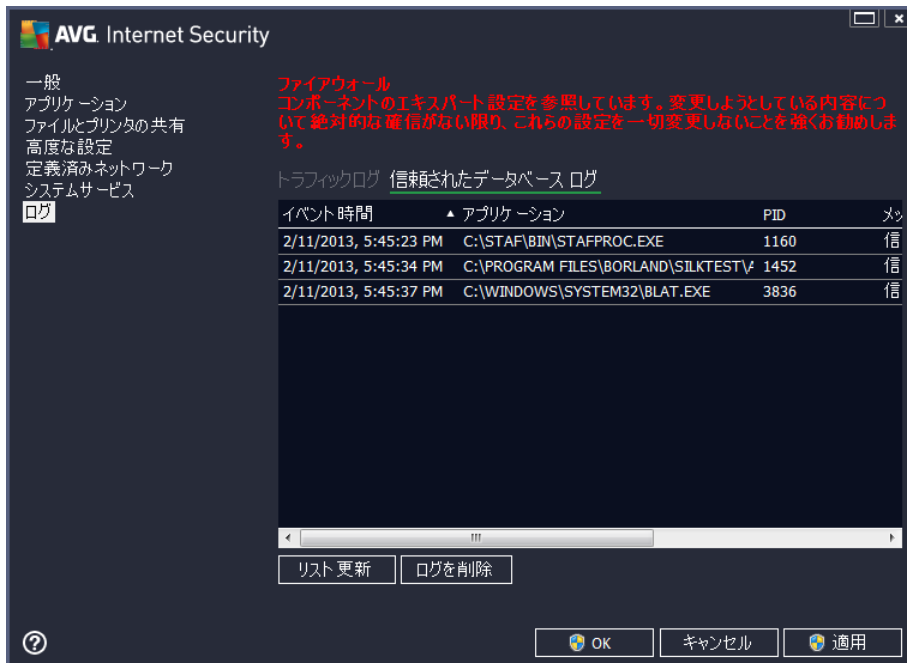 AVG. Internet Security
一般
アプリケーション
ファイルとプリンタの共有
高度な設定
定義済みネットワーク
システムサービス
ログ
ファイアウォール
コンポーネントのエキスパート設定を参照しています。変更しようとしている内容につ
いて絶対的な確信がない限り、これらの設定を一切変更しないことを強くお勧めしま
す。
トラフィックログ 信頼されたデータベース ログ
イベント時間 アプリケーション PID メッ
2/11/2013, 5:45:23 PM C:\STAF\BIN\STAFPROC.EXE 1160 信
2/11/2013, 5:45:34 PM C:\PROGRAM FILES\BORLAND\SILKTEST\A 1452 信
2/11/2013, 5:45:37 PM C:\WINDOWS\SYSTEM32\BLAT.EXE 3836 信
リスト更新 ログを削除
OK キャンセル 適用